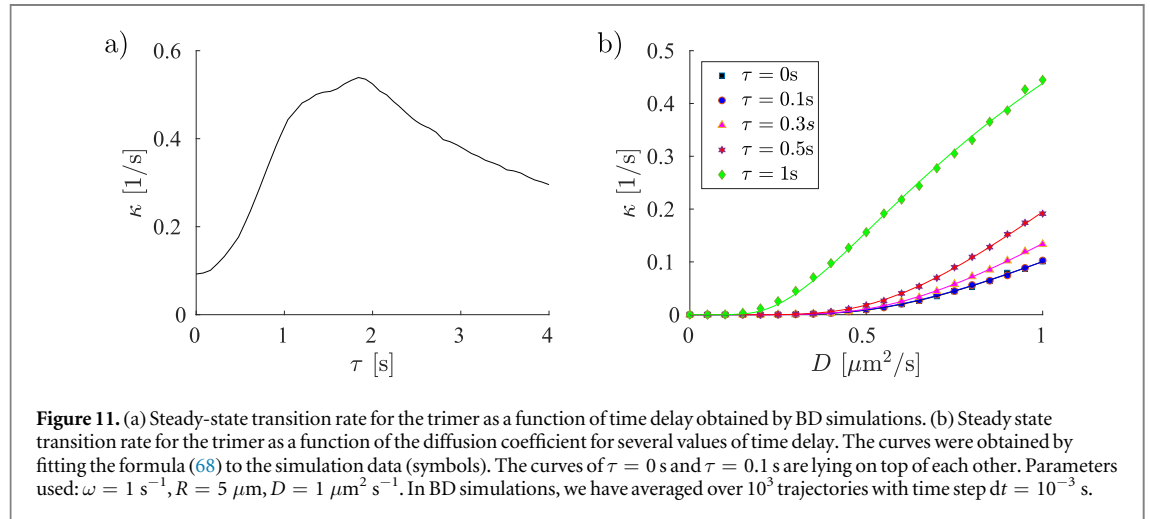 a)
κ [1/s]
0.6
0.4
0.2
0
0 1 2 3 4
τ [s]
b)
κ [1/s]
0.5
0.4
0.3
0.2
0.1
0
τ = 0s
τ = 0.1s
τ = 0.3s
τ = 0.5s
τ = 1s
0 0.5 1
D [μm²/s]
Figure 11. (a) Steady-state transition rate for the trimer as a function of time delay obtained by BD simulations. (b) Steady state
transition rate for the trimer as a function of the diffusion coefficient for several values of time delay. The curves were obtained by
fitting the formula (68) to the simulation data (symbols). The curves of τ = 0 s and τ = 0.1 s are lying on top of each other. Parameters
used: ω = 1 s⁻¹, R = 5 μm, D = 1 μm² s⁻¹. In BD simulations, we have averaged over 10³ trajectories with time step dt = 10⁻³ s.